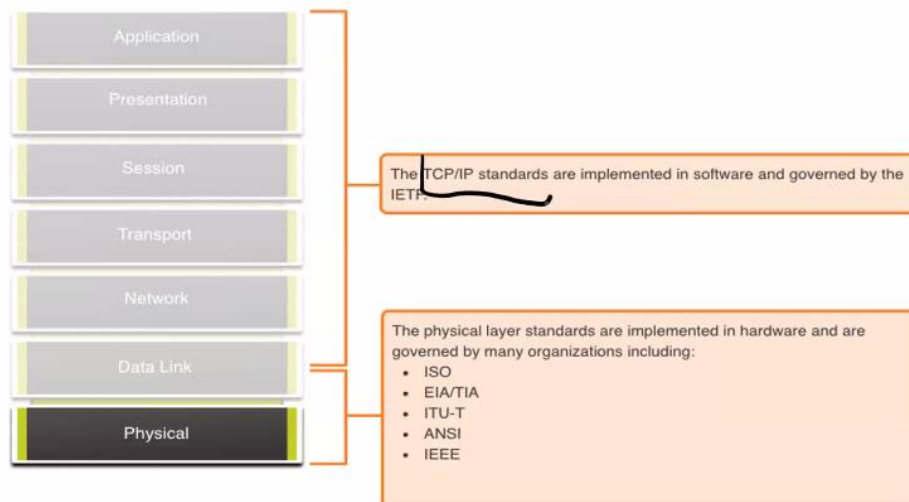 Application
Presentation
Session
Transport
Network
Data Link
Physical
The TCP/IP standards are implemented in software and governed by the
IETF.
The physical layer standards are implemented in hardware and are
governed by many organizations including:
• ISO
• EIA/TIA
• ITU-T
• ANSI
• IEEE